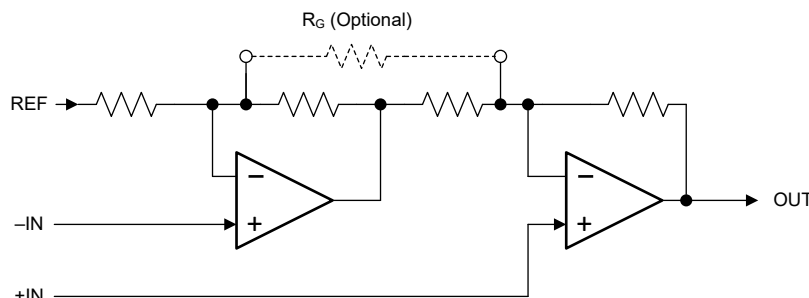 R_G (Optional)
REF
−
+
−
+
–IN
OUT
+IN